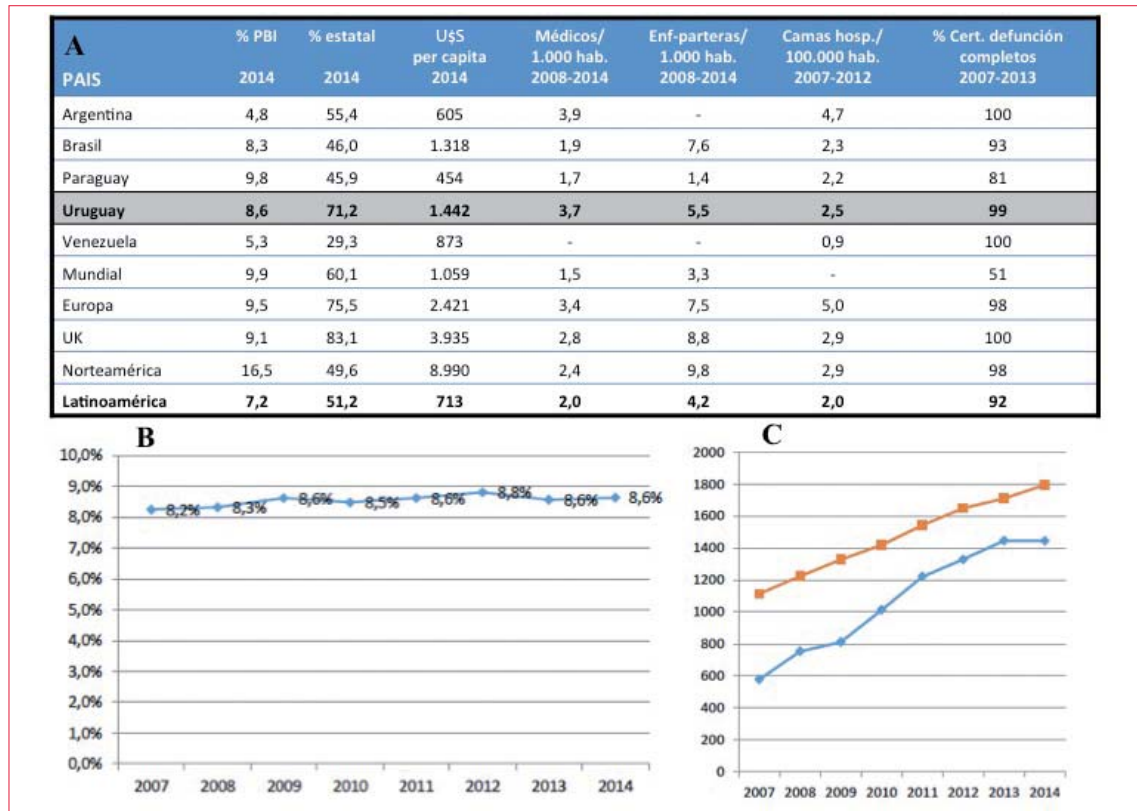 A
PAIS % PBI 2014 % estatal 2014 U$S per capita 2014 Médicos/ 1.000 hab. 2008-2014 Enf-parteras/ 1.000 hab. 2008-2014 Camas hosp./ 100.000 hab. 2007-2012 % Cert. defunción completos 2007-2013
Argentina 4,8 55,4 605 3,9 - 4,7 100
Brasil 8,3 46,0 1.318 1,9 7,6 2,3 93
Paraguay 9,8 45,9 454 1,7 1,4 2,2 81
Uruguay 8,6 71,2 1.442 3,7 5,5 2,5 99
Venezuela 5,3 29,3 873 - - 0,9 100
Mundial 9,9 60,1 1.059 1,5 3,3 - 51
Europa 9,5 75,5 2.421 3,4 7,5 5,0 98
UK 9,1 83,1 3.935 2,8 8,8 2,9 100
Norteamérica 16,5 49,6 8.990 2,4 9,8 2,9 98
Latinoamérica 7,2 51,2 713 2,0 4,2 2,0 92
B
10,0%
9,0%
8,0%
7,0%
6,0%
5,0%
4,0%
3,0%
2,0%
1,0%
0,0%
8,2% 8,3% 8,6% 8,5% 8,6% 8,8% 8,6% 8,6%
2007 2008 2009 2010 2011 2012 2013 2014
C
2000
1800
1600
1400
1200
1000
800
600
400
200
0
2007 2008 2009 2010 2011 2012 2013 2014